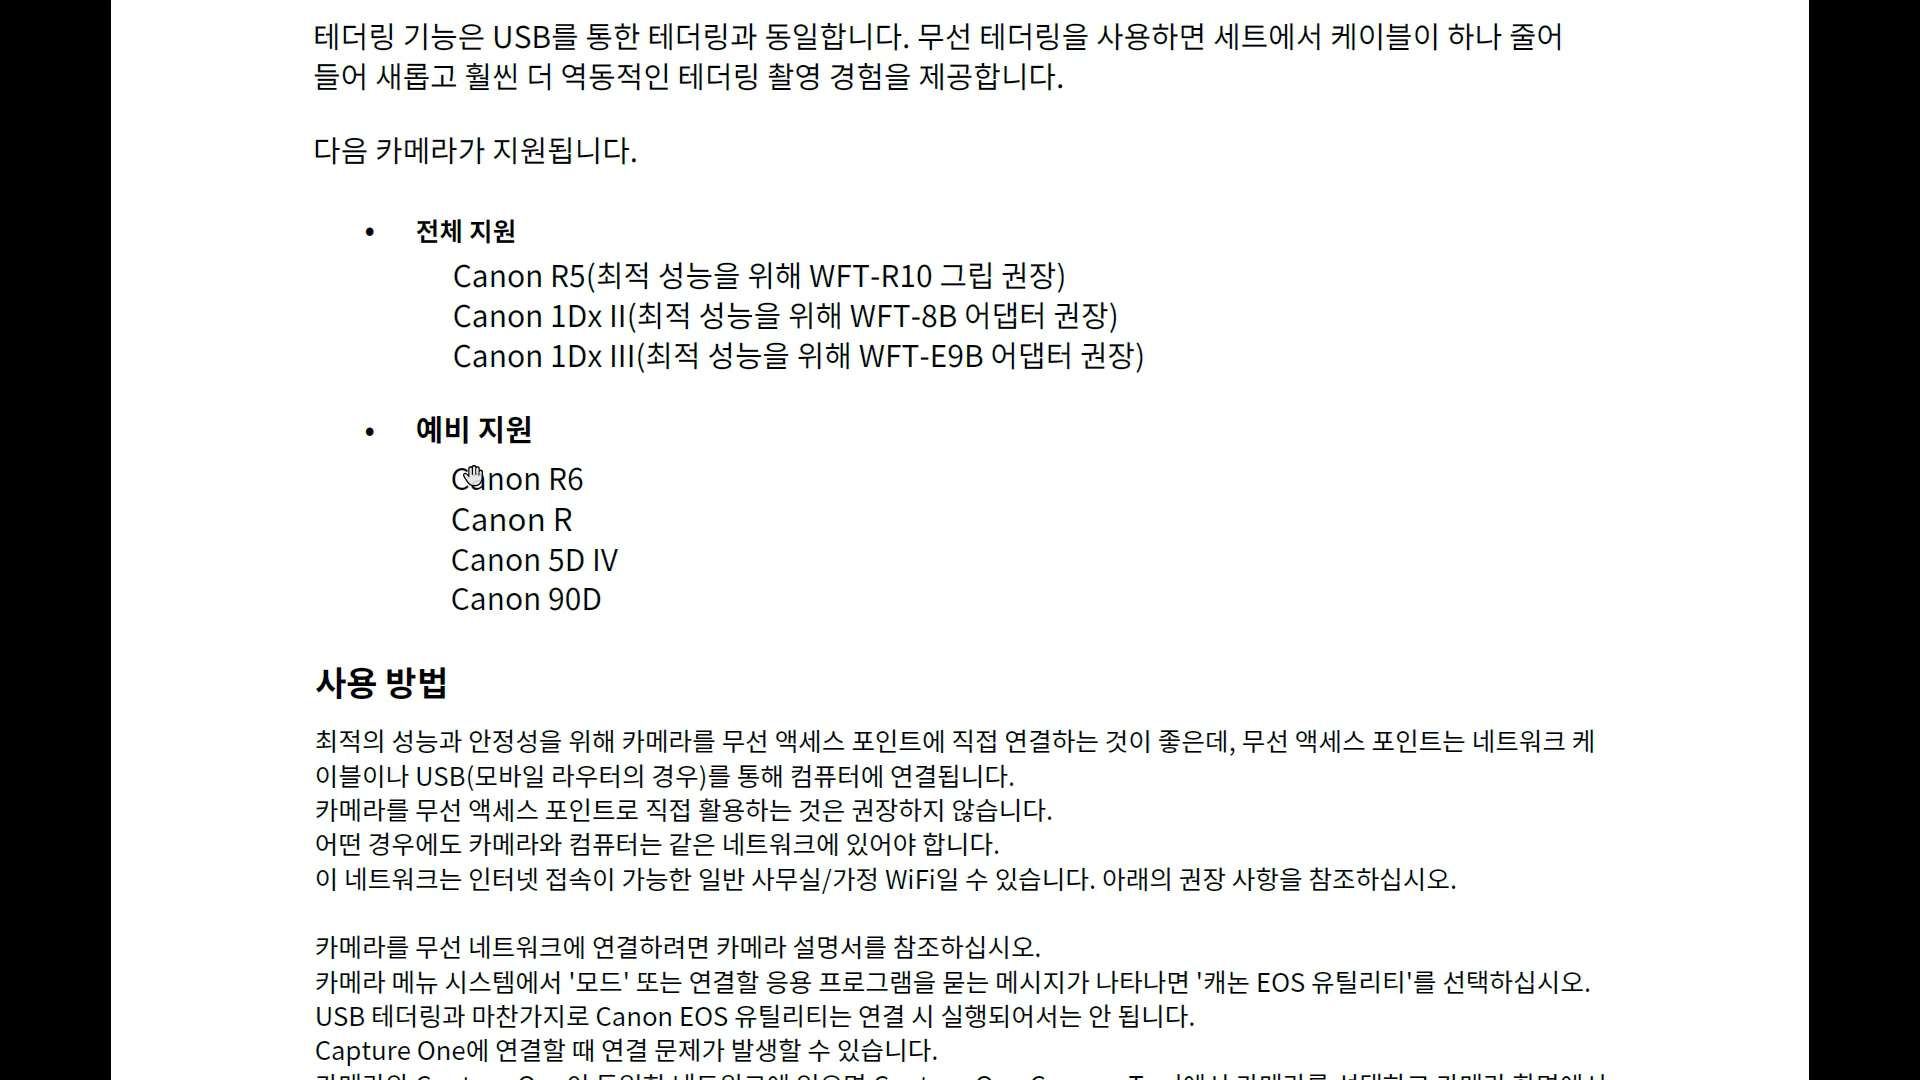 테더링 기능은 USB를 통한 테더링과 동일합니다. 무선 테더링을 사용하면 세트에서 케이블이 하나 줄어
들어 새롭고 훨씬 더 역동적인 테더링 촬영 경험을 제공합니다.
다음 카메라가 지원됩니다.
• 전체 지원
Canon R5(최적 성능을 위해 WFT-R10 그립 권장)
Canon 1Dx II(최적 성능을 위해 WFT-8B 어댑터 권장)
Canon 1Dx III(최적 성능을 위해 WFT-E9B 어댑터 권장)
• 예비 지원
Canon R6
Canon R
Canon 5D IV
Canon 90D
사용 방법
최적의 성능과 안정성을 위해 카메라를 무선 액세스 포인트에 직접 연결하는 것이 좋은데, 무선 액세스 포인트는 네트워크 케
이블이나 USB(모바일 라우터의 경우)를 통해 컴퓨터에 연결됩니다.
카메라를 무선 액세스 포인트로 직접 활용하는 것은 권장하지 않습니다.
어떤 경우에도 카메라와 컴퓨터는 같은 네트워크에 있어야 합니다.
이 네트워크는 인터넷 접속이 가능한 일반 사무실/가정 WiFi일 수 있습니다. 아래의 권장 사항을 참조하십시오.
카메라를 무선 네트워크에 연결하려면 카메라 설명서를 참조하십시오.
카메라 메뉴 시스템에서 '모드' 또는 연결할 응용 프로그램을 묻는 메시지가 나타나면 '캐논 EOS 유틸리티'를 선택하십시오.
USB 테더링과 마찬가지로 Canon EOS 유틸리티는 연결 시 실행되어서는 안 됩니다.
Capture One에 연결할 때 연결 문제가 발생할 수 있습니다.